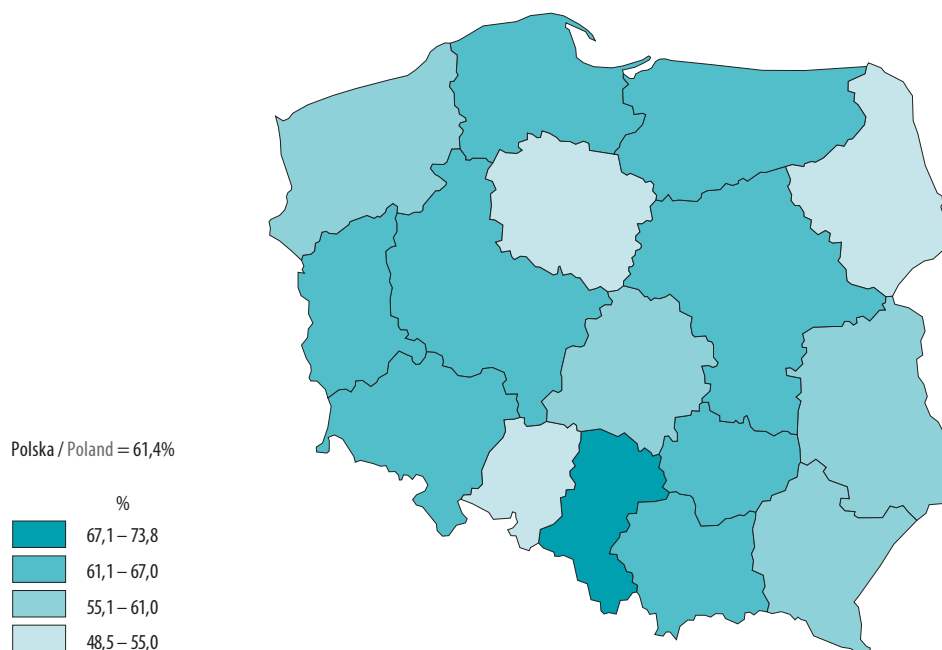 Polska / Poland = 61,4%
%
67,1 – 73,8
61,1 – 67,0
55,1 – 61,0
48,5 – 55,0